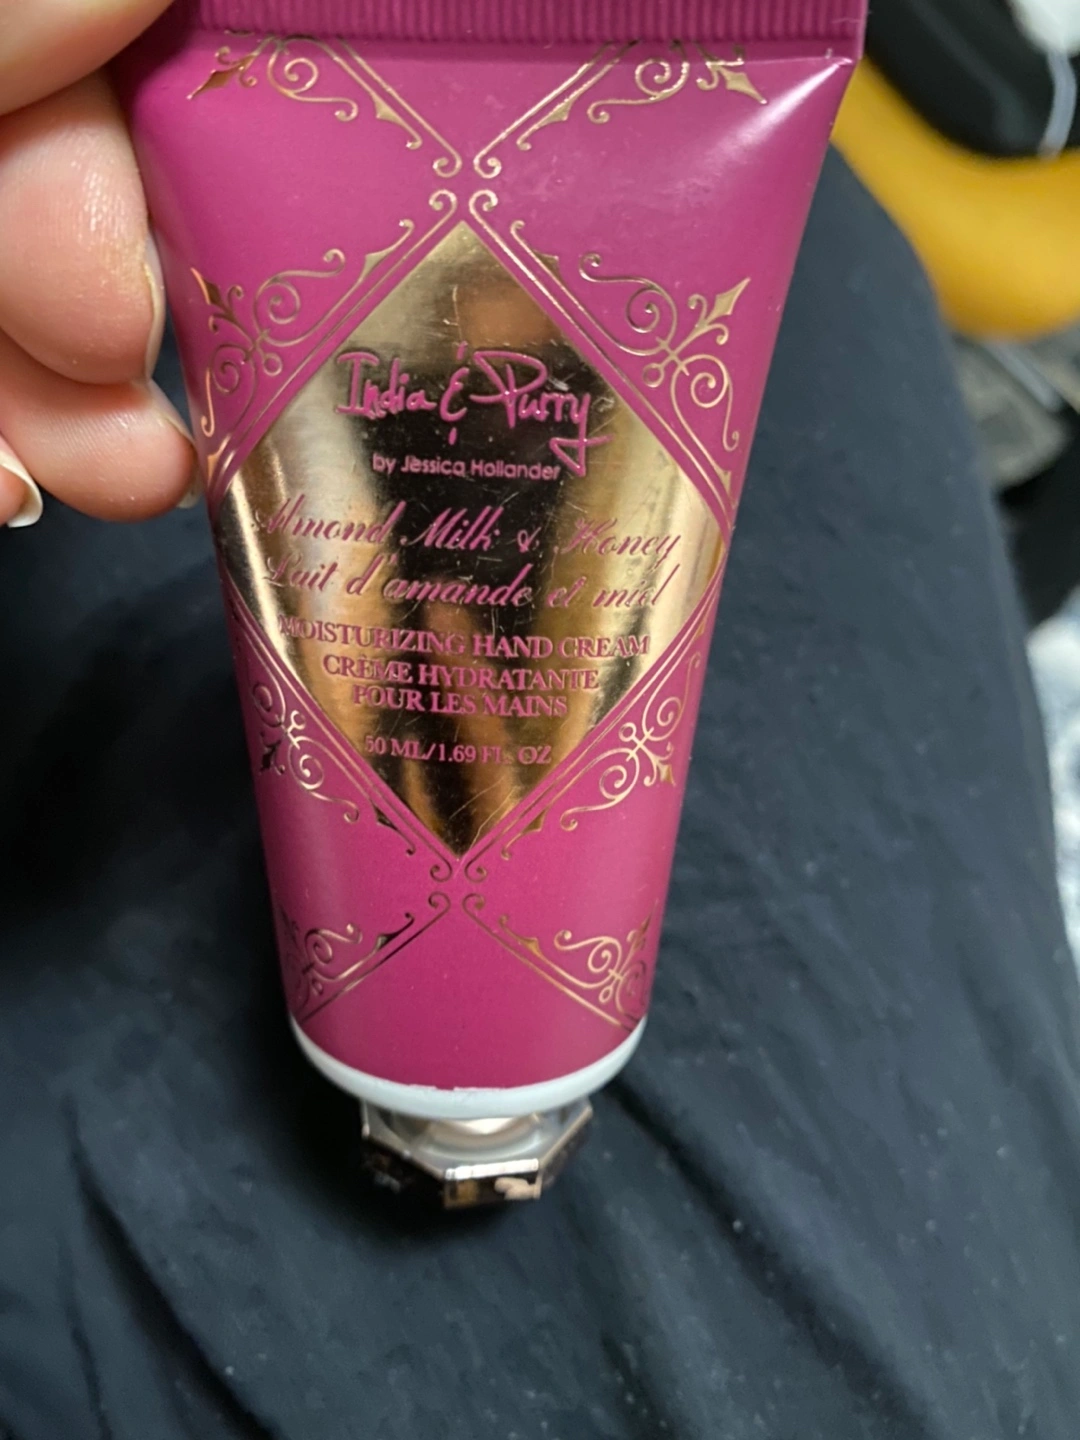 India & Purry
by Jessica Hollander
Almond Milk & Honey
Lait d'amande et miel
MOISTURIZING HAND CREAM
CRÈME HYDRATANTE
POUR LES MAINS
50 ML/1.69 FL OZ